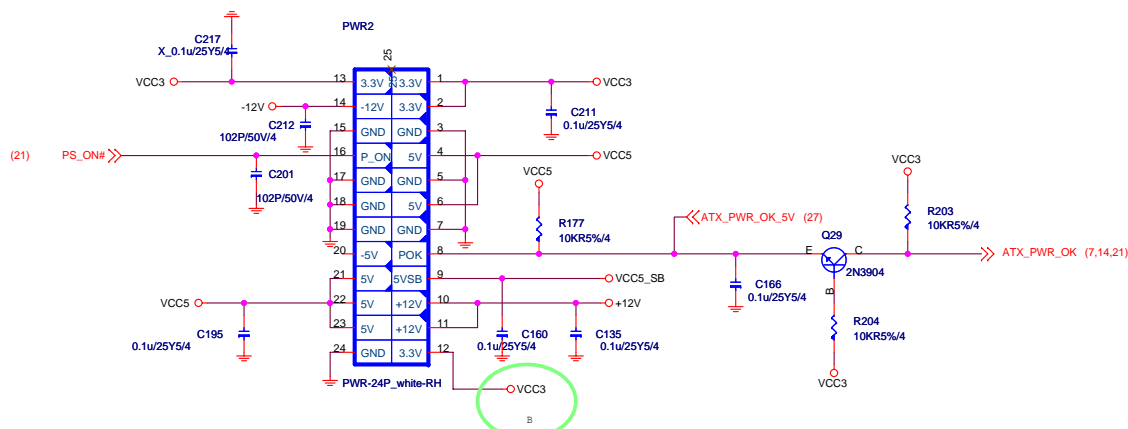 PWR2
C217
X_0.1u/25Y5/4
25
25
VCC3
13
3.3V
3.3V
1
VCC3
-12V
14
-12V
3.3V
2
C211
0.1u/25Y5/4
C212
102P/50V/4
15
GND
GND
3
(21)
PS_ON#
16
P_ON
5V
4
VCC5
C201
102P/50V/4
17
GND
GND
5
18
GND
5V
6
19
GND
GND
7
20
-5V
POK
8
VCC5
R177
10KR5%/4
ATX_PWR_OK_5V (27)
VCC3
R203
10KR5%/4
Q29
E
C
2N3904
B
ATX_PWR_OK (7,14,21)
C166
0.1u/25Y5/4
R204
10KR5%/4
VCC3
21
5V
5VSB
9
VCC5_SB
VCC5
22
5V
+12V
10
+12V
23
5V
+12V
11
C195
0.1u/25Y5/4
C160
0.1u/25Y5/4
C135
0.1u/25Y5/4
24
GND
3.3V
12
PWR-24P_white-RH
VCC3
B